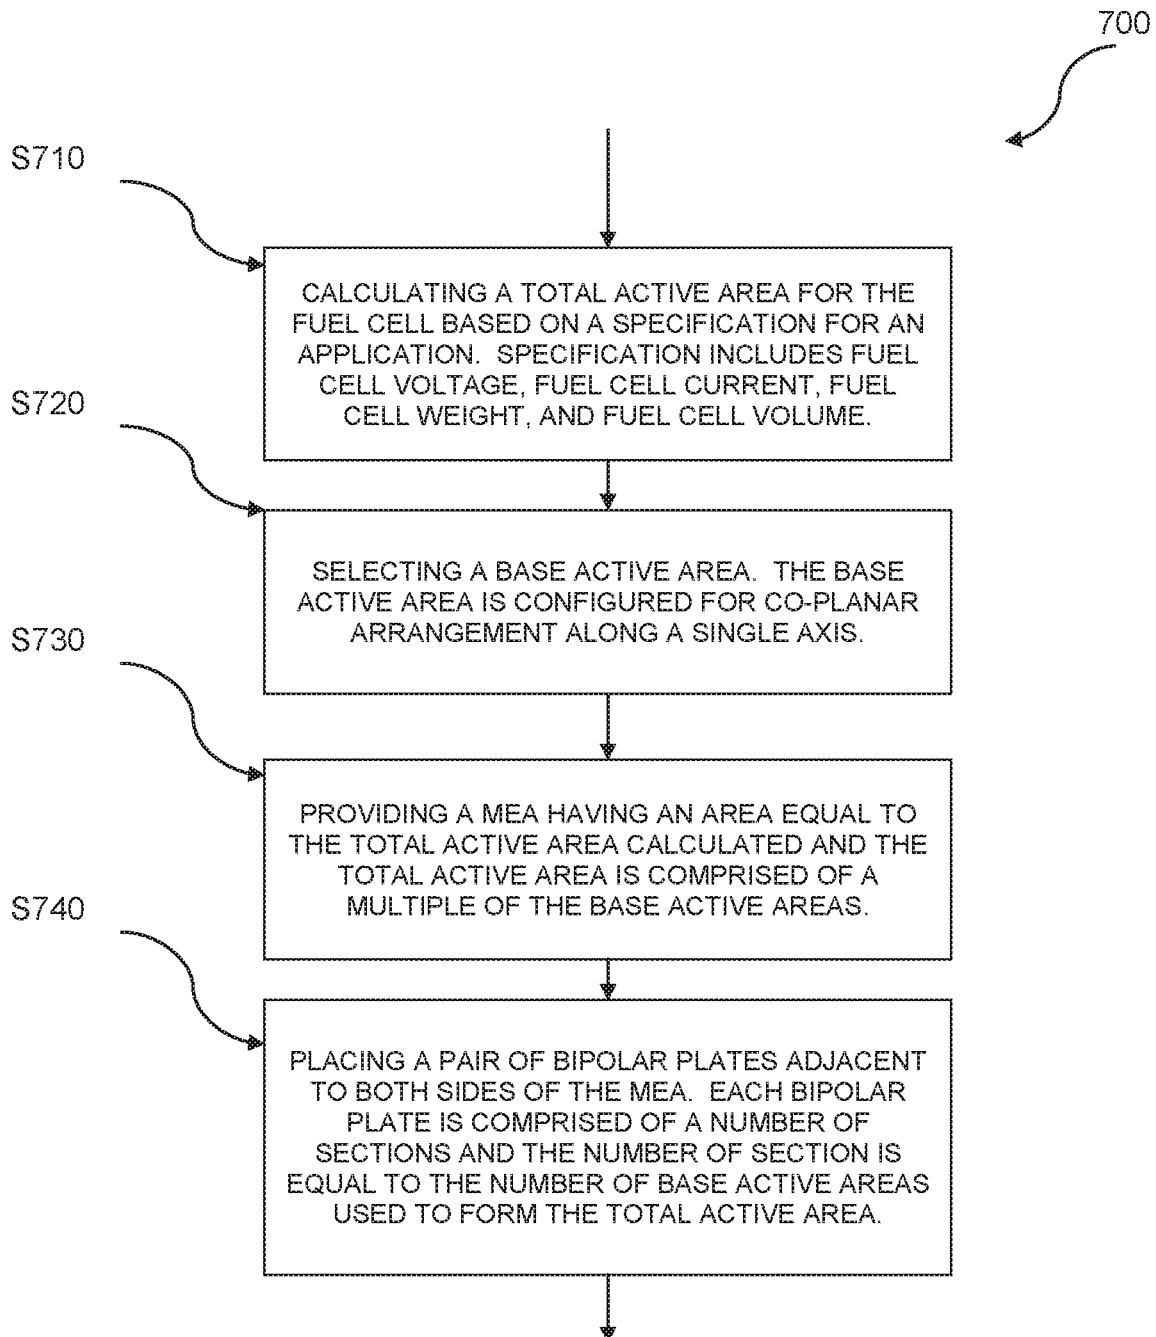 700
S710
CALCULATING A TOTAL ACTIVE AREA FOR THE
FUEL CELL BASED ON A SPECIFICATION FOR AN
APPLICATION. SPECIFICATION INCLUDES FUEL
CELL VOLTAGE, FUEL CELL CURRENT, FUEL
CELL WEIGHT, AND FUEL CELL VOLUME.
S720
SELECTING A BASE ACTIVE AREA. THE BASE
ACTIVE AREA IS CONFIGURED FOR CO-PLANAR
ARRANGEMENT ALONG A SINGLE AXIS.
S730
PROVIDING A MEA HAVING AN AREA EQUAL TO
THE TOTAL ACTIVE AREA CALCULATED AND THE
TOTAL ACTIVE AREA IS COMPRISED OF A
MULTIPLE OF THE BASE ACTIVE AREAS.
S740
PLACING A PAIR OF BIPOLAR PLATES ADJACENT
TO BOTH SIDES OF THE MEA. EACH BIPOLAR
PLATE IS COMPRISED OF A NUMBER OF
SECTIONS AND THE NUMBER OF SECTION IS
EQUAL TO THE NUMBER OF BASE ACTIVE AREAS
USED TO FORM THE TOTAL ACTIVE AREA.